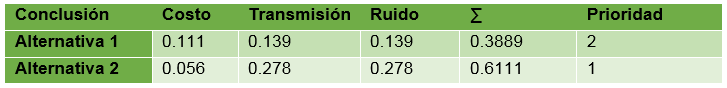 Conclusión Costo Transmisión Ruido ∑ Prioridad
Alternativa 1 0.111 0.139 0.139 0.3889 2
Alternativa 2 0.056 0.278 0.278 0.6111 1